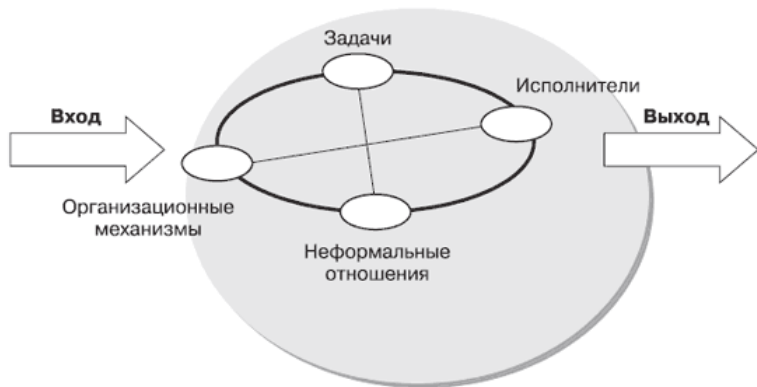 Задачи
Исполнители
Вход
Выход
Организационные
механизмы
Неформальные
отношения